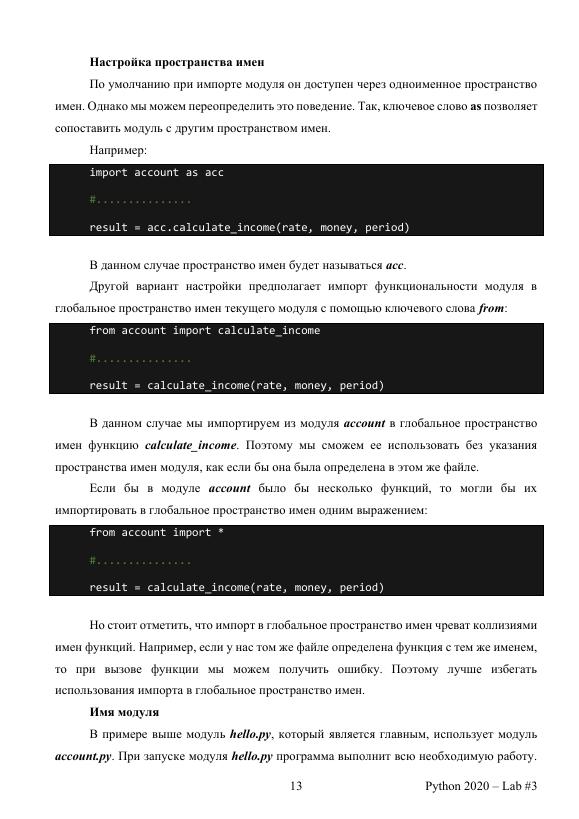 Настройка пространства имен
По умолчанию при импорте модуля он доступен через одноименное пространство
имен. Однако мы можем переопределить это поведение. Так, ключевое слово as позволяет
сопоставить модуль с другим пространством имен.
Например:
import account as acc
#...............
result = acc.calculate_income(rate, money, period)
В данном случае пространство имен будет называться acc.
Другой вариант настройки предполагает импорт функциональности модуля в
глобальное пространство имен текущего модуля с помощью ключевого слова from:
from account import calculate_income
#...............
result = calculate_income(rate, money, period)
В данном случае мы импортируем из модуля account в глобальное пространство
имен функцию calculate_income. Поэтому мы сможем ее использовать без указания
пространства имен модуля, как если бы она была определена в этом же файле.
Если бы в модуле account было бы несколько функций, то могли бы их
импортировать в глобальное пространство имен одним выражением:
from account import *
#...............
result = calculate_income(rate, money, period)
Но стоит отметить, что импорт в глобальное пространство имен чреват коллизиями
имен функций. Например, если у нас том же файле определена функция с тем же именем,
то при вызове функции мы можем получить ошибку. Поэтому лучше избегать
использования импорта в глобальное пространство имен.
Имя модуля
В примере выше модуль hello.py, который является главным, использует модуль
account.py. При запуске модуля hello.py программа выполнит всю необходимую работу.
13 Python 2020 – Lab #3